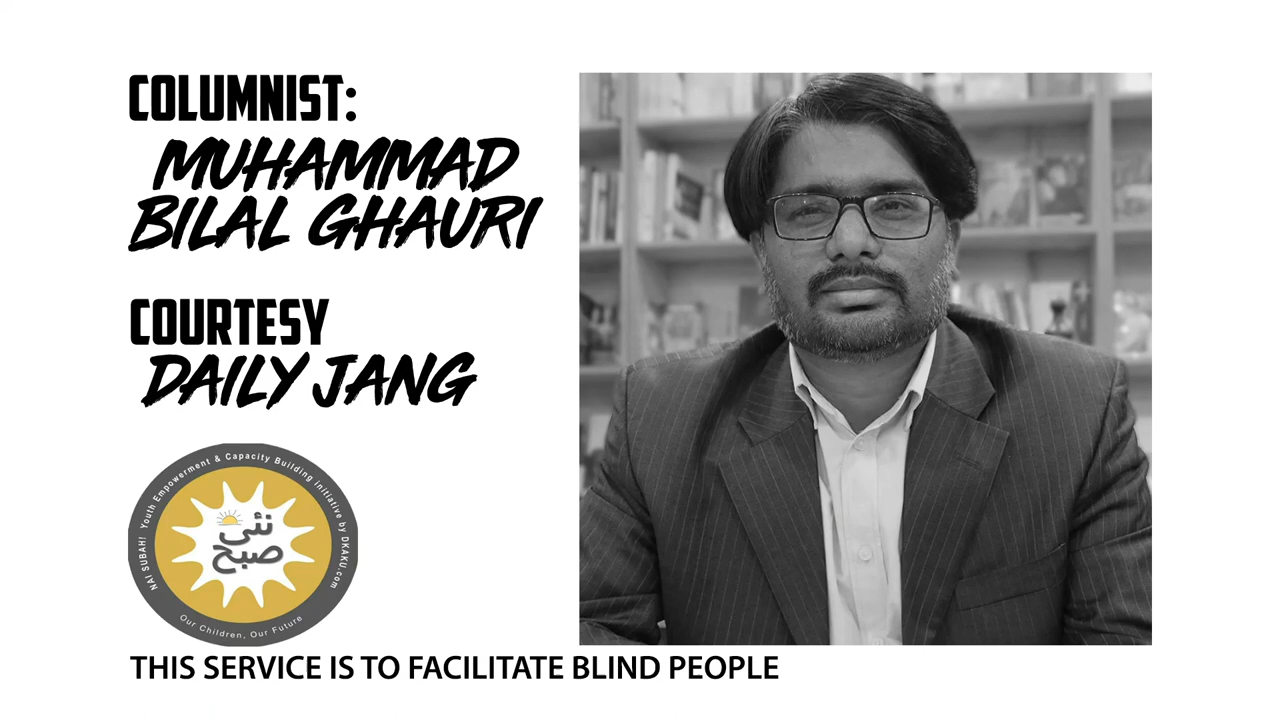 COLUMNIST:
MUHAMMAD
BILAL GHAURI
COURTESY
DAILY JANG
NAI SUBAH! Youth Empowerment & Capacity Building initiative by DKAKU.com
نئی
صبح
Our Children, Our Future
THIS SERVICE IS TO FACILITATE BLIND PEOPLE